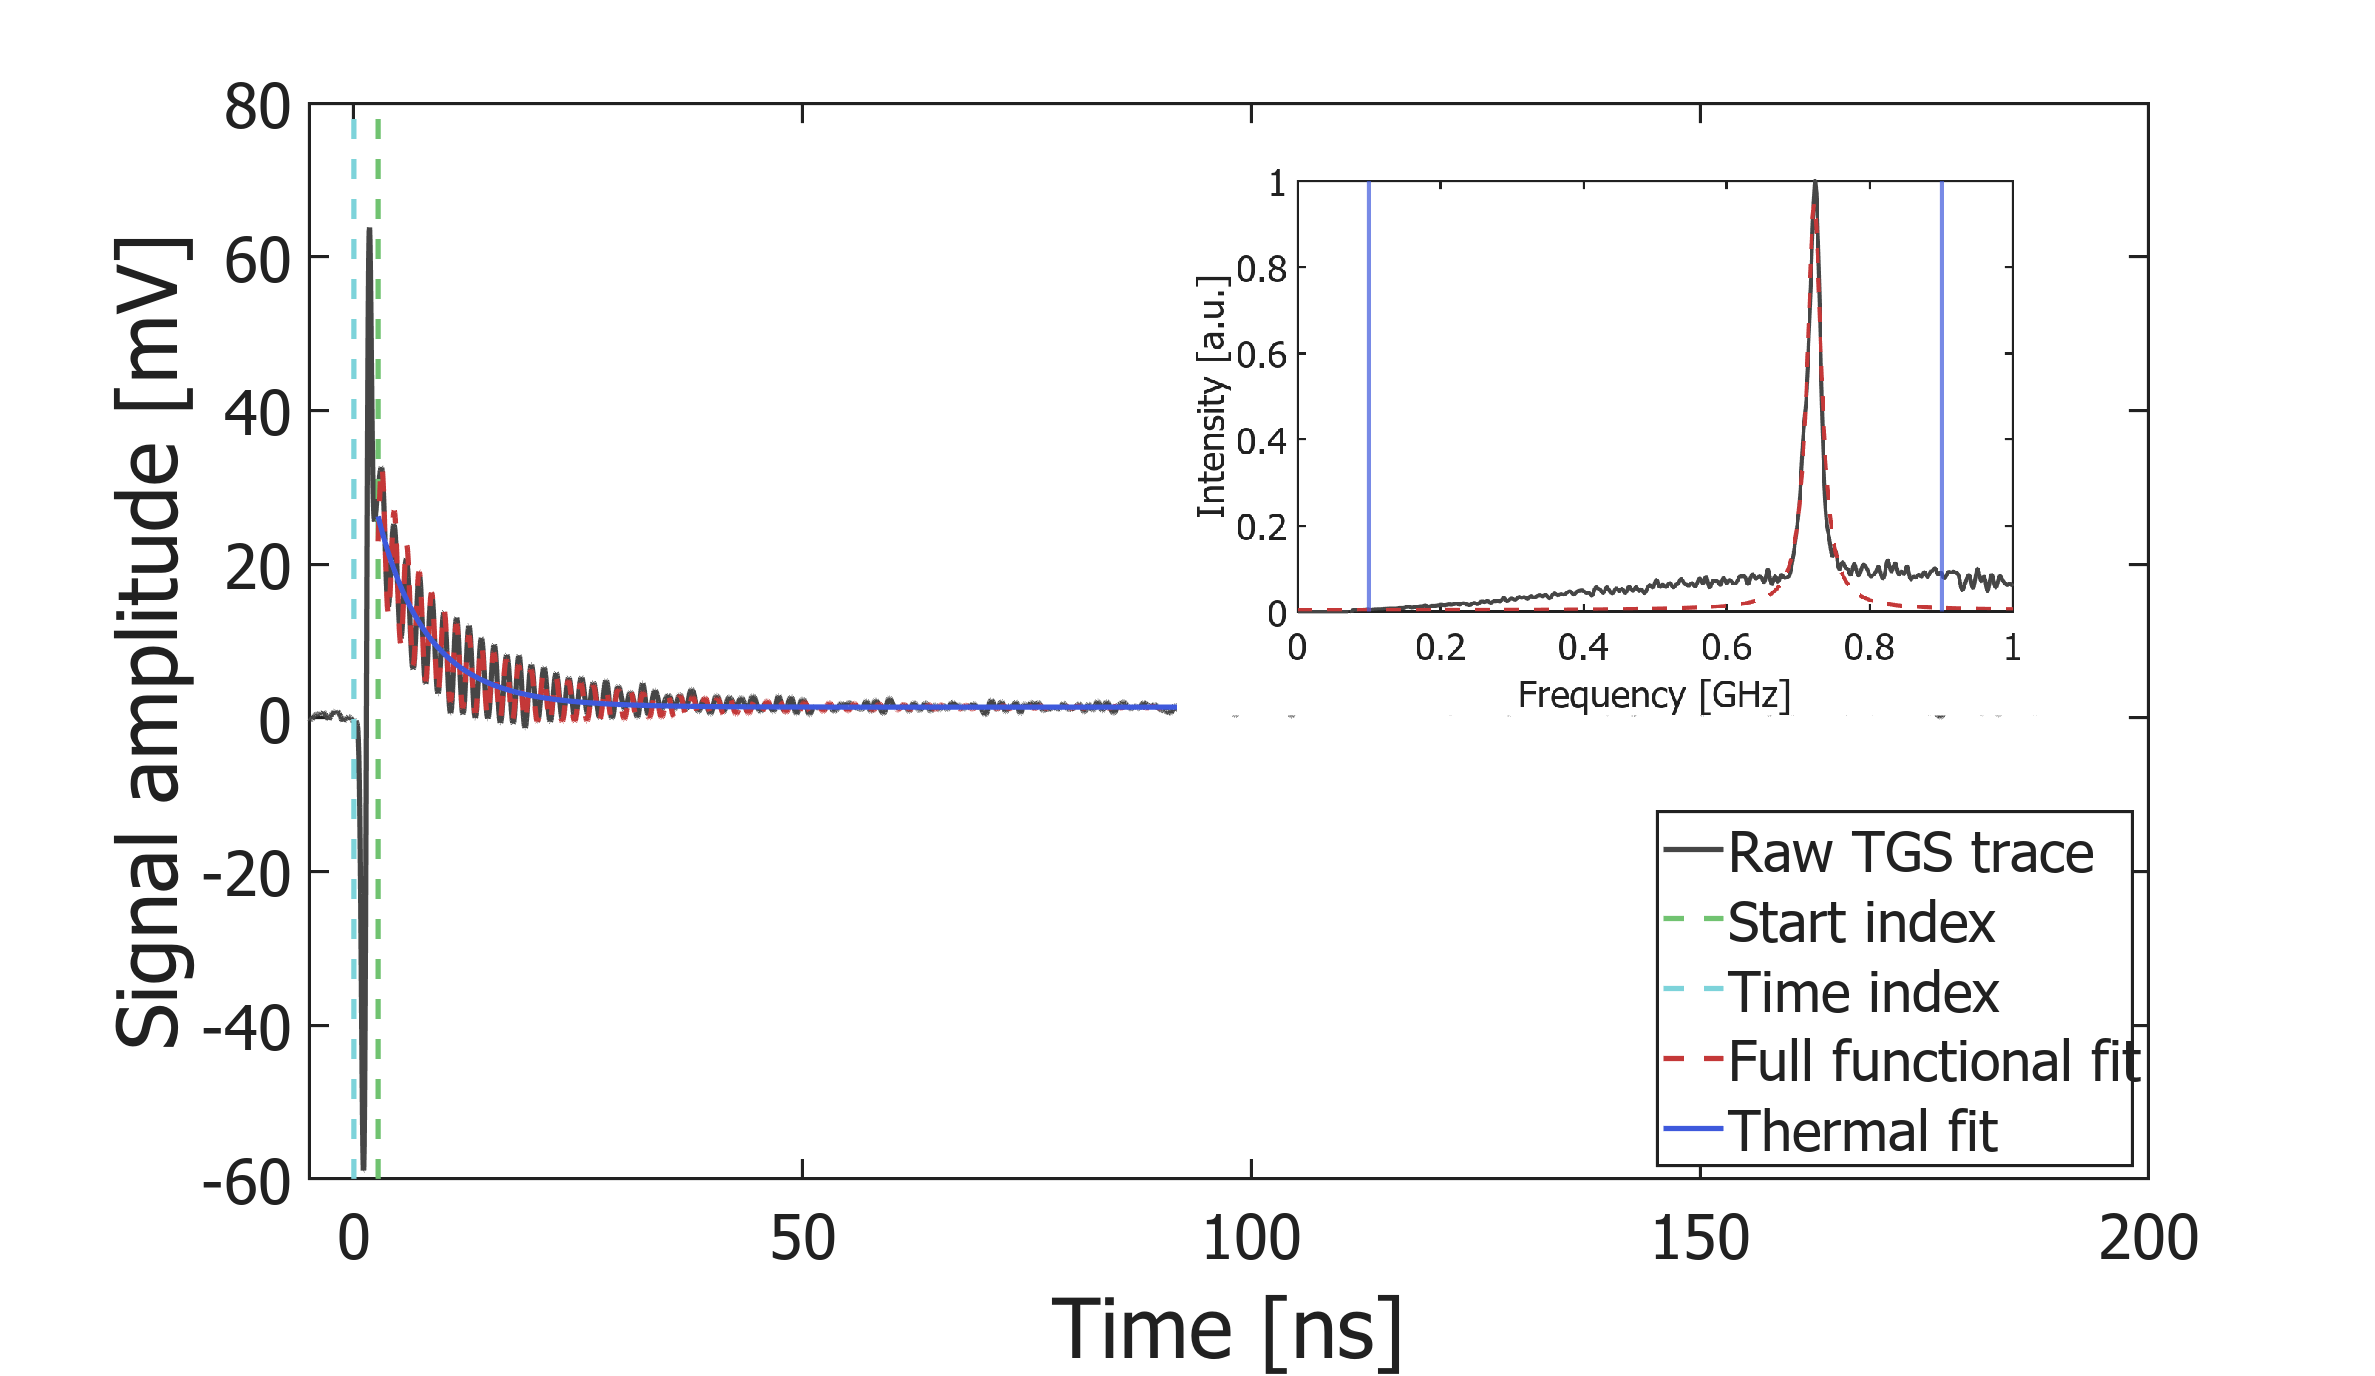 80
60
40
20
0
-20
-40
-60
Signal amplitude [mV]
0
50
100
150
200
Time [ns]
1
0.8
0.6
0.4
0.2
0
Intensity [a.u.]
0
0.2
0.4
0.6
0.8
1
Frequency [GHz]
Raw TGS trace
Start index
Time index
Full functional fit
Thermal fit